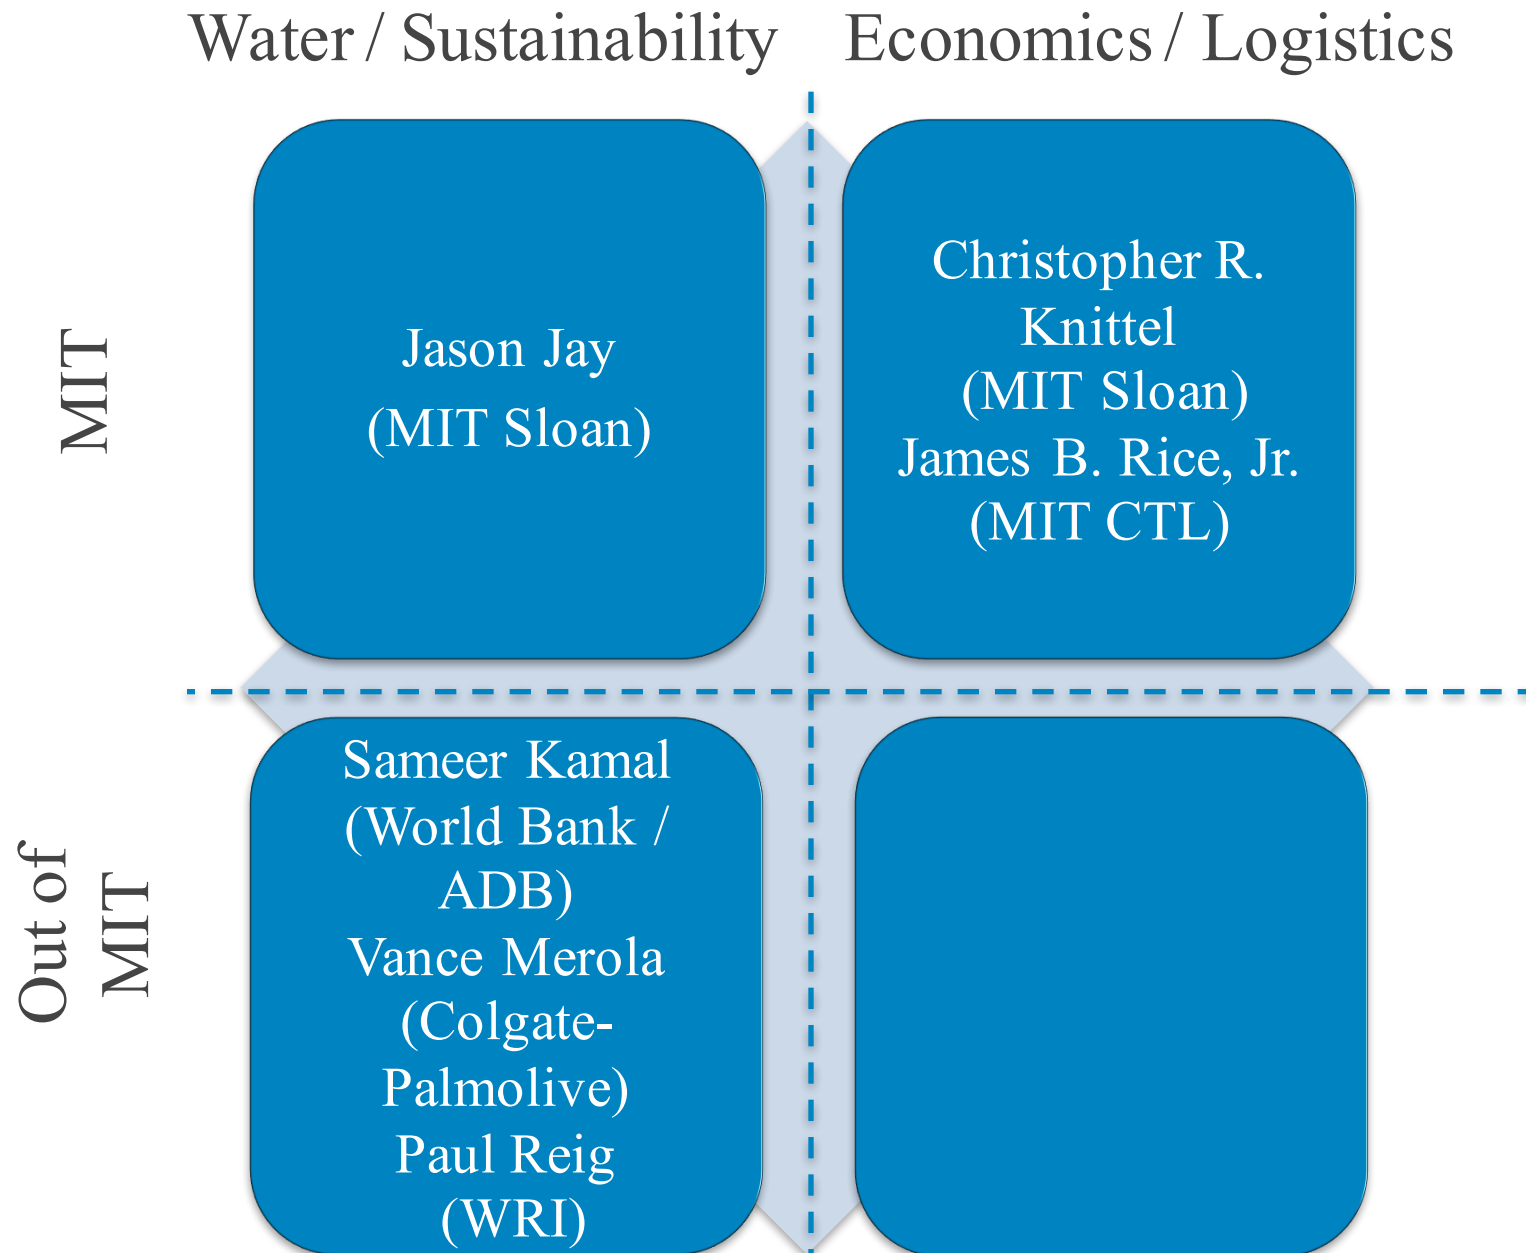 Water / Sustainability
Economics / Logistics
MIT
Jason Jay
(MIT Sloan)
Christopher R.
Knittel
(MIT Sloan)
James B. Rice, Jr.
(MIT CTL)
Out of
MIT
Sameer Kamal
(World Bank /
ADB)
Vance Merola
(Colgate-
Palmolive)
Paul Reig
(WRI)